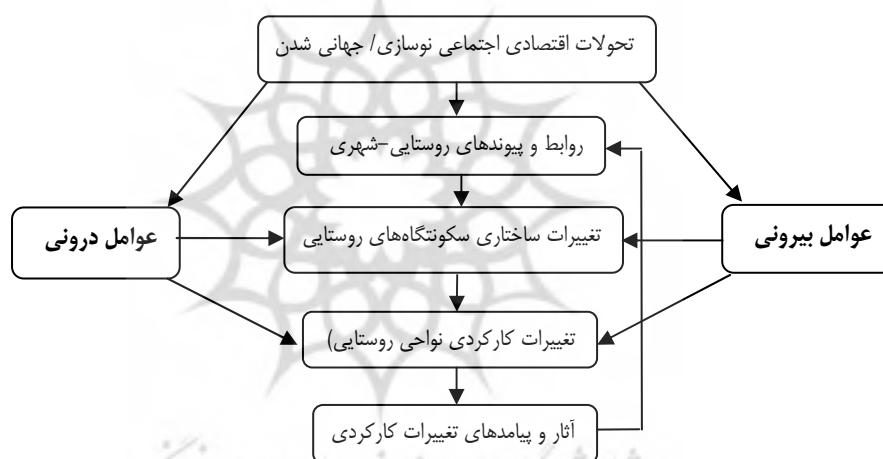 تحولات اقتصادی اجتماعی نوسازی/ جهانی شدن
روابط و پیوندهای روستایی-شهری
عوامل بیرونی
تغییرات ساختاری سکونتگاه‌های روستایی
عوامل درونی
تغییرات کارکردی نواحی روستایی)
آثار و پیامدهای تغییرات کارکردی